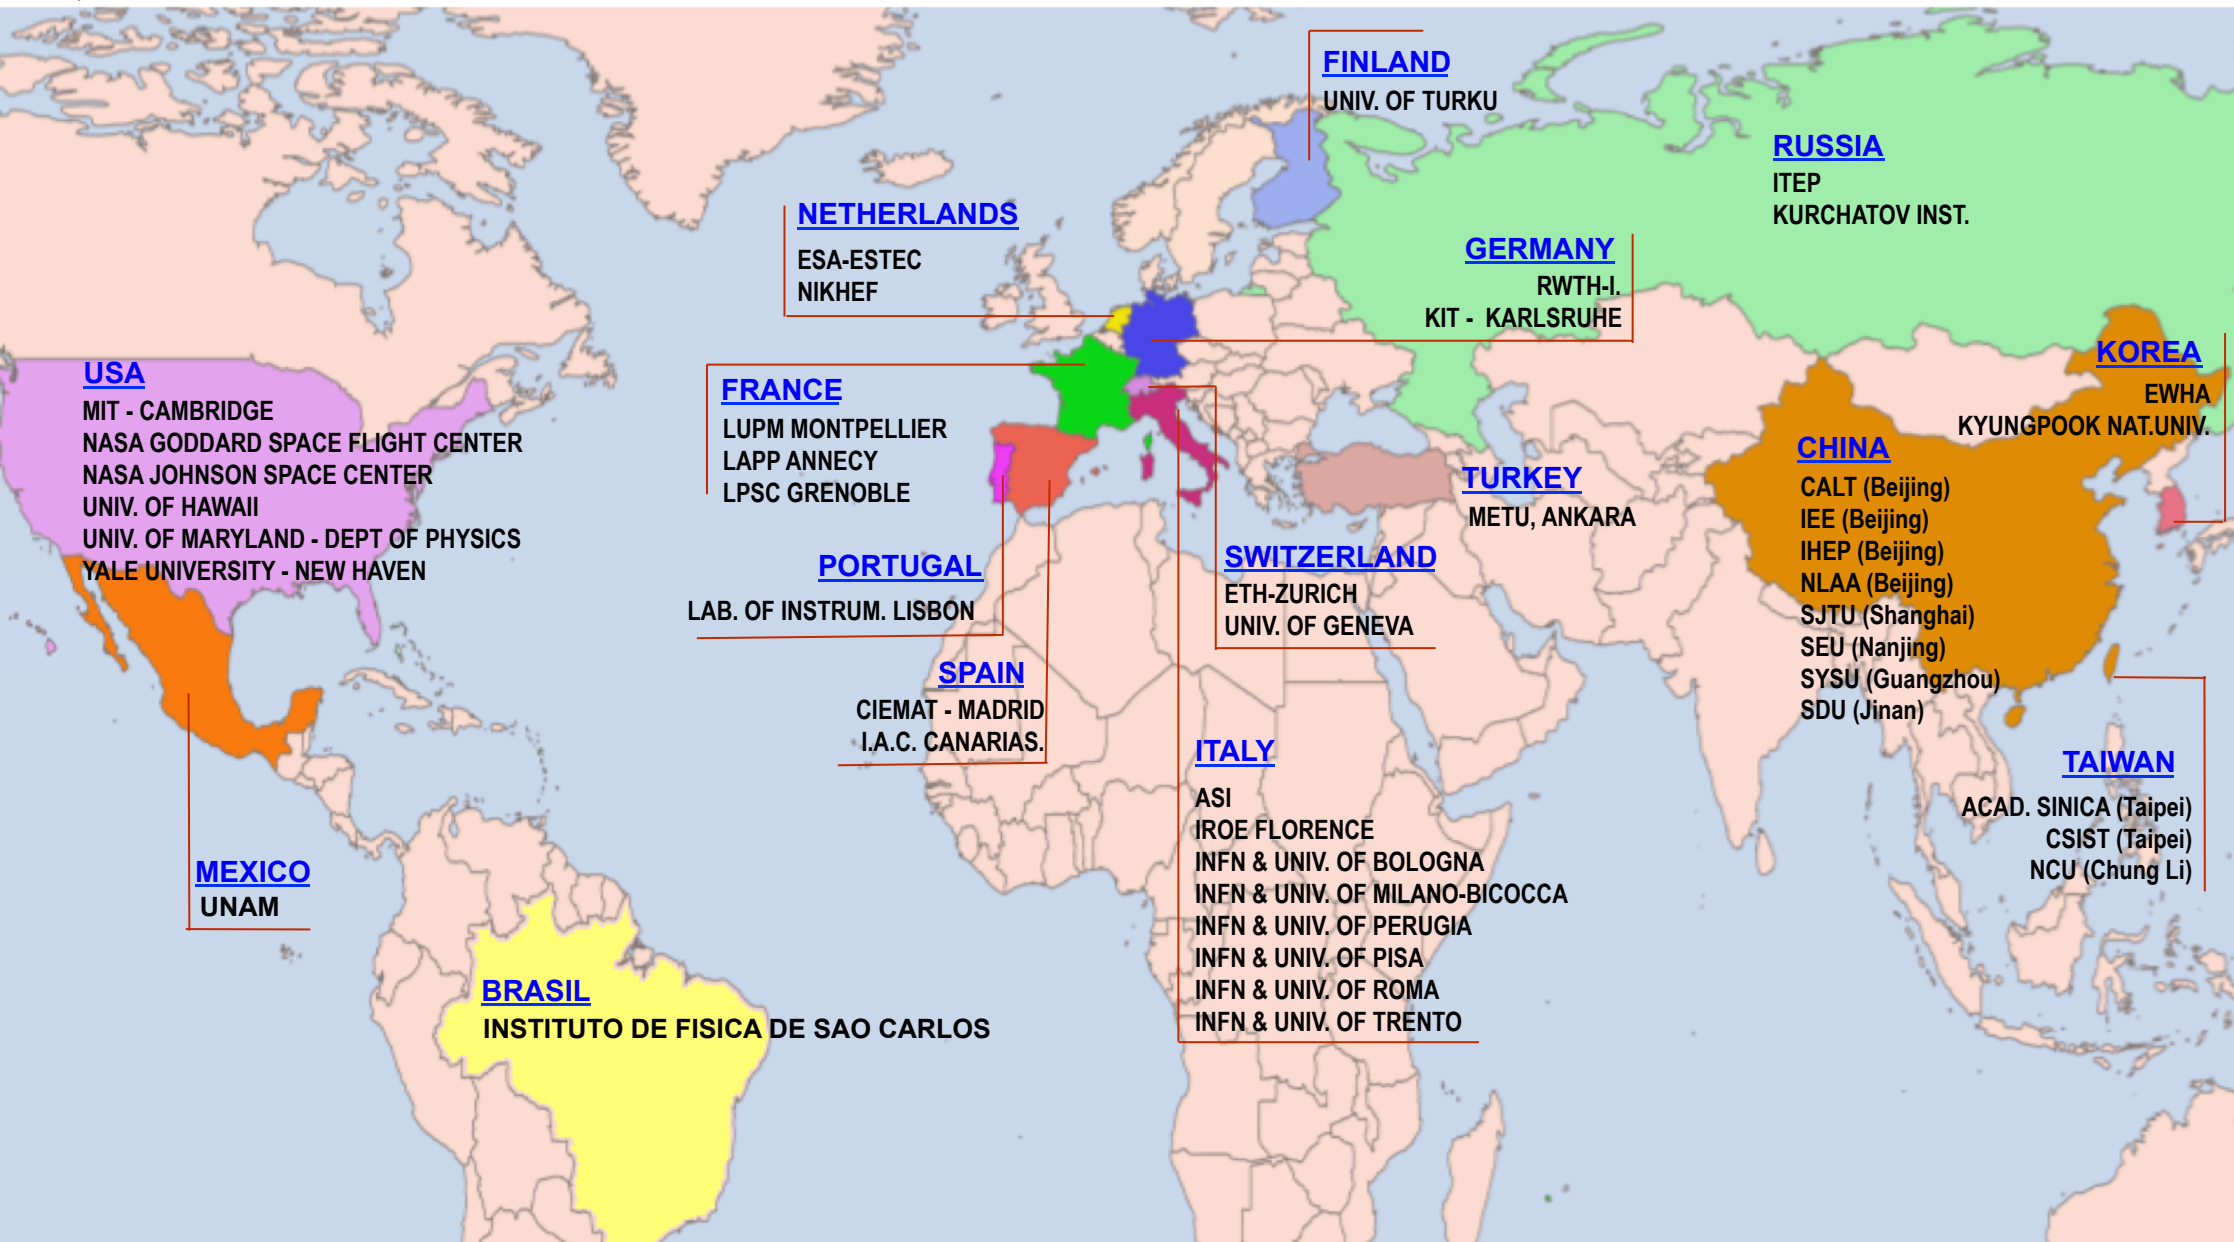 FINLAND
UNIV. OF TURKU
RUSSIA
ITEP
KURCHATOV INST.
NETHERLANDS
ESA-ESTEC
NIKHEF
GERMANY
RWTH-I.
KIT - KARLSRUHE
USA
MIT - CAMBRIDGE
NASA GODDARD SPACE FLIGHT CENTER
NASA JOHNSON SPACE CENTER
UNIV. OF HAWAII
UNIV. OF MARYLAND - DEPT OF PHYSICS
YALE UNIVERSITY - NEW HAVEN
FRANCE
LUPM MONTPELLIER
LAPP ANNECY
LPSC GRENOBLE
KOREA
EWHA
KYUNGPOOK NAT.UNIV.
TURKEY
METU, ANKARA
CHINA
CALT (Beijing)
IEE (Beijing)
IHEP (Beijing)
NLAA (Beijing)
SJTU (Shanghai)
SEU (Nanjing)
SYSU (Guangzhou)
SDU (Jinan)
PORTUGAL
LAB. OF INSTRUM. LISBON
SWITZERLAND
ETH-ZURICH
UNIV. OF GENEVA
SPAIN
CIEMAT - MADRID
I.A.C. CANARIAS.
ITALY
ASI
IROE FLORENCE
INFN & UNIV. OF BOLOGNA
INFN & UNIV. OF MILANO-BICOCCA
INFN & UNIV. OF PERUGIA
INFN & UNIV. OF PISA
INFN & UNIV. OF ROMA
INFN & UNIV. OF TRENTO
TAIWAN
ACAD. SINICA (Taipei)
CSIST (Taipei)
NCU (Chung Li)
MEXICO
UNAM
BRASIL
INSTITUTO DE FISICA DE SAO CARLOS